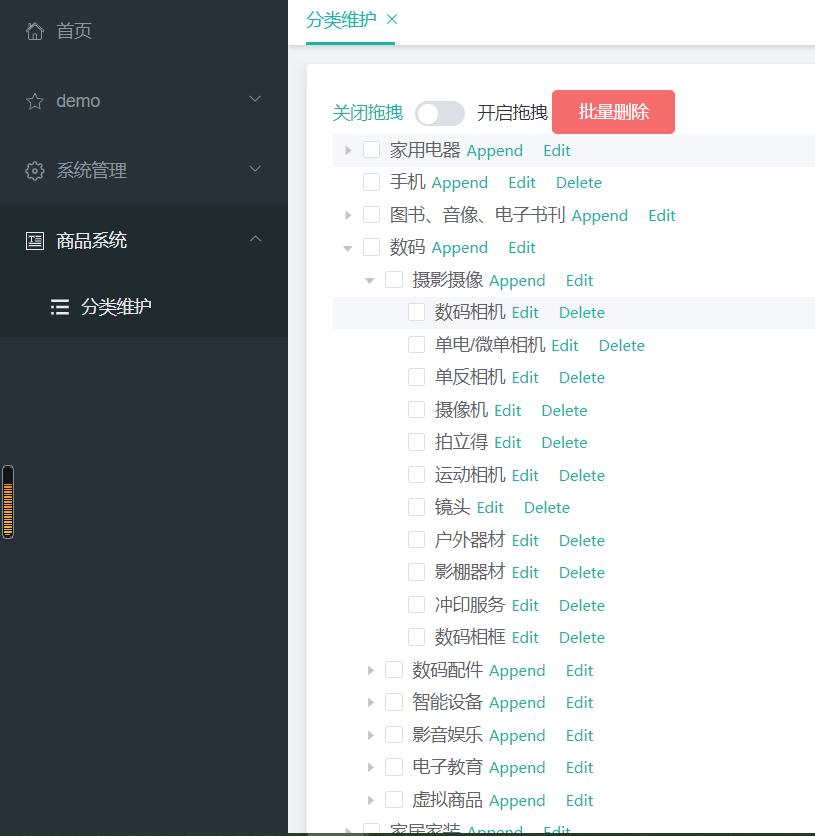 首页
demo
系统管理
商品系统
分类维护
分类维护 ×
关闭拖拽 开启拖拽 批量删除
家用电器 Append Edit
手机 Append Edit Delete
图书、音像、电子书刊 Append Edit
数码 Append Edit
摄影摄像 Append Edit
数码相机 Edit Delete
单电/微单相机 Edit Delete
单反相机 Edit Delete
摄像机 Edit Delete
拍立得 Edit Delete
运动相机 Edit Delete
镜头 Edit Delete
户外器材 Edit Delete
影棚器材 Edit Delete
冲印服务 Edit Delete
数码相框 Edit Delete
数码配件 Append Edit
智能设备 Append Edit
影音娱乐 Append Edit
电子教育 Append Edit
虚拟商品 Append Edit
家居家装 Append Edit